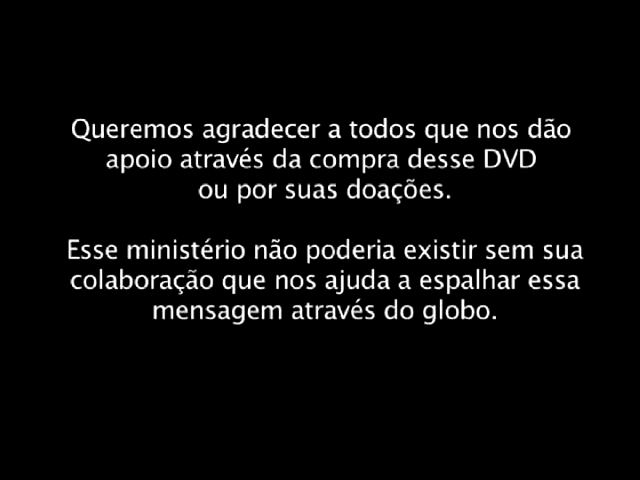 Queremos agradecer a todos que nos dão
apoio através da compra desse DVD
ou por suas doações.
Esse ministério não poderia existir sem sua
colaboração que nos ajuda a espalhar essa
mensagem através do globo.